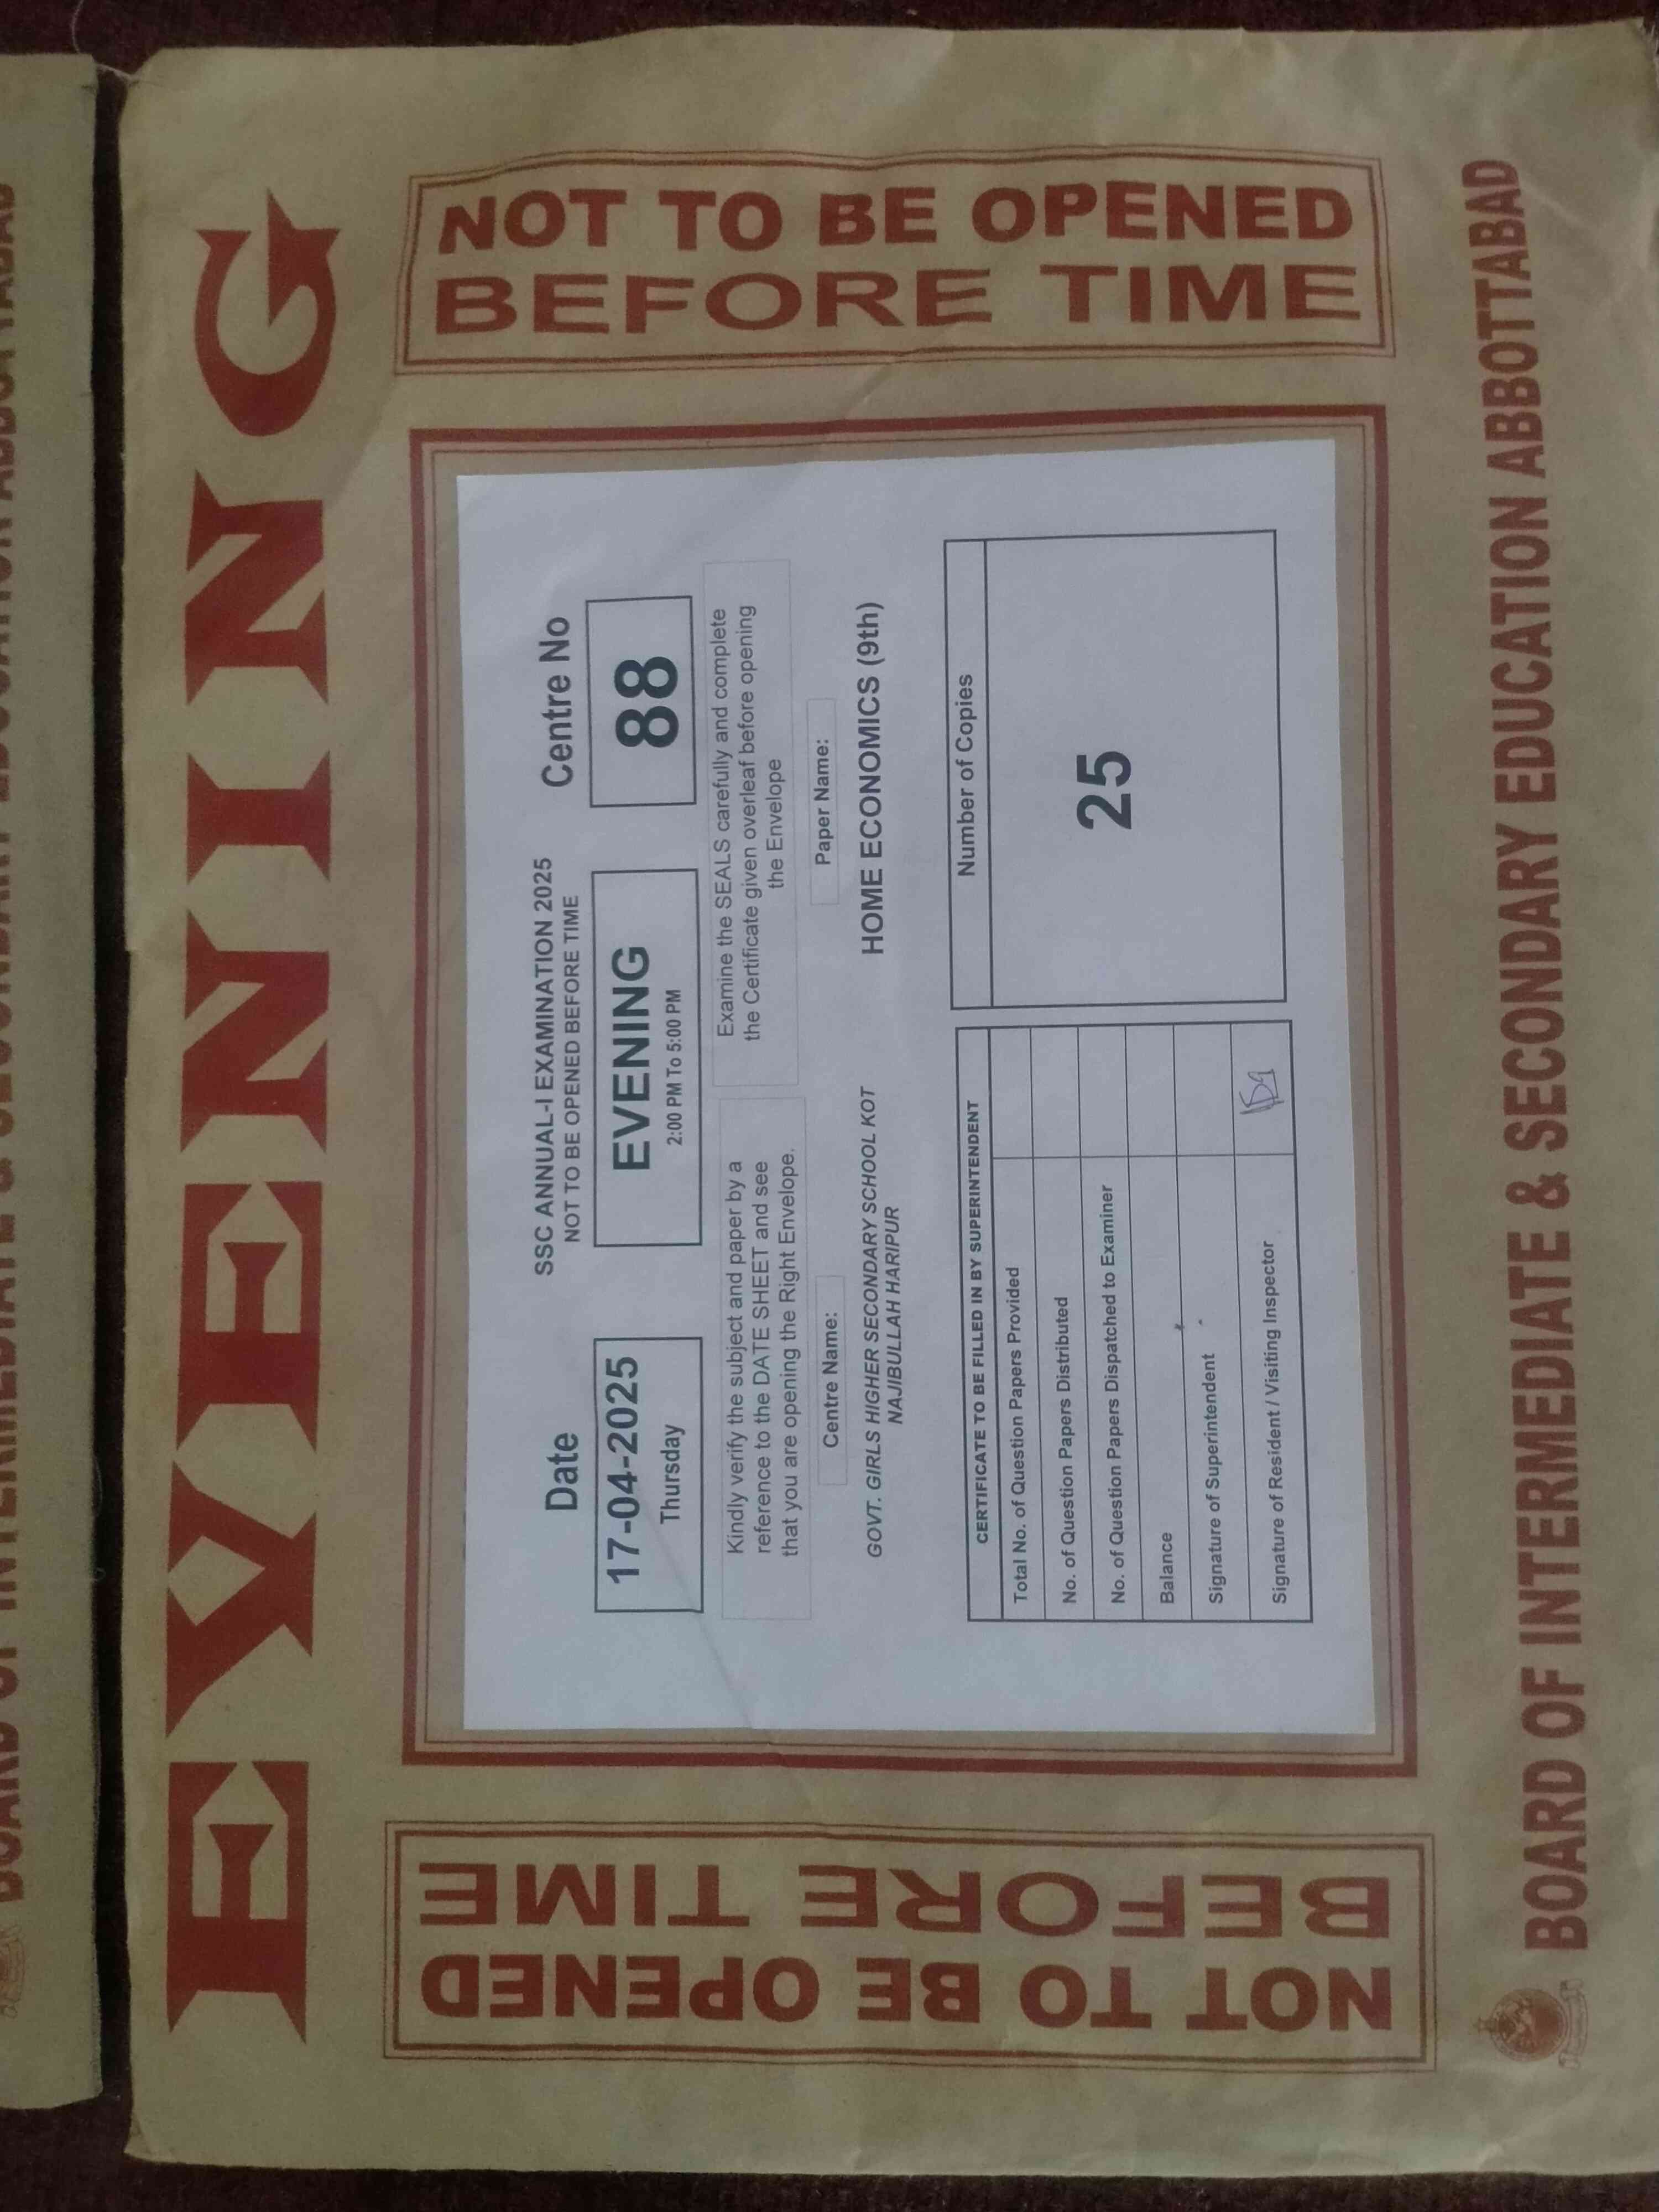 EVENING
NOT TO BE OPENED
BEFORE TIME
Date
17-04-2025
Thursday
SSC ANNUAL-I EXAMINATION 2025
NOT TO BE OPENED BEFORE TIME
EVENING
2:00 PM To 5:00 PM
Centre No
88
Kindly verify the subject and paper by a
reference to the DATE SHEET and see
that you are opening the Right Envelope.
Examine the SEALS carefully and complete
the Certificate given overleaf before opening
the Envelope
Centre Name:
GOVT. GIRLS HIGHER SECONDARY SCHOOL KOT
NAJIBULLAH HARIPUR
Paper Name:
HOME ECONOMICS (9th)
CERTIFICATE TO BE FILLED IN BY SUPERINTENDENT
Total No. of Question Papers Provided
No. of Question Papers Distributed
No. of Question Papers Dispatched to Examiner
Balance
Signature of Superintendent
Signature of Resident / Visiting Inspector
Number of Copies
25
NOT TO BE OPENED
BEFORE TIME
BOARD OF INTERMEDIATE & SECONDARY EDUCATION ABBOTTABAD